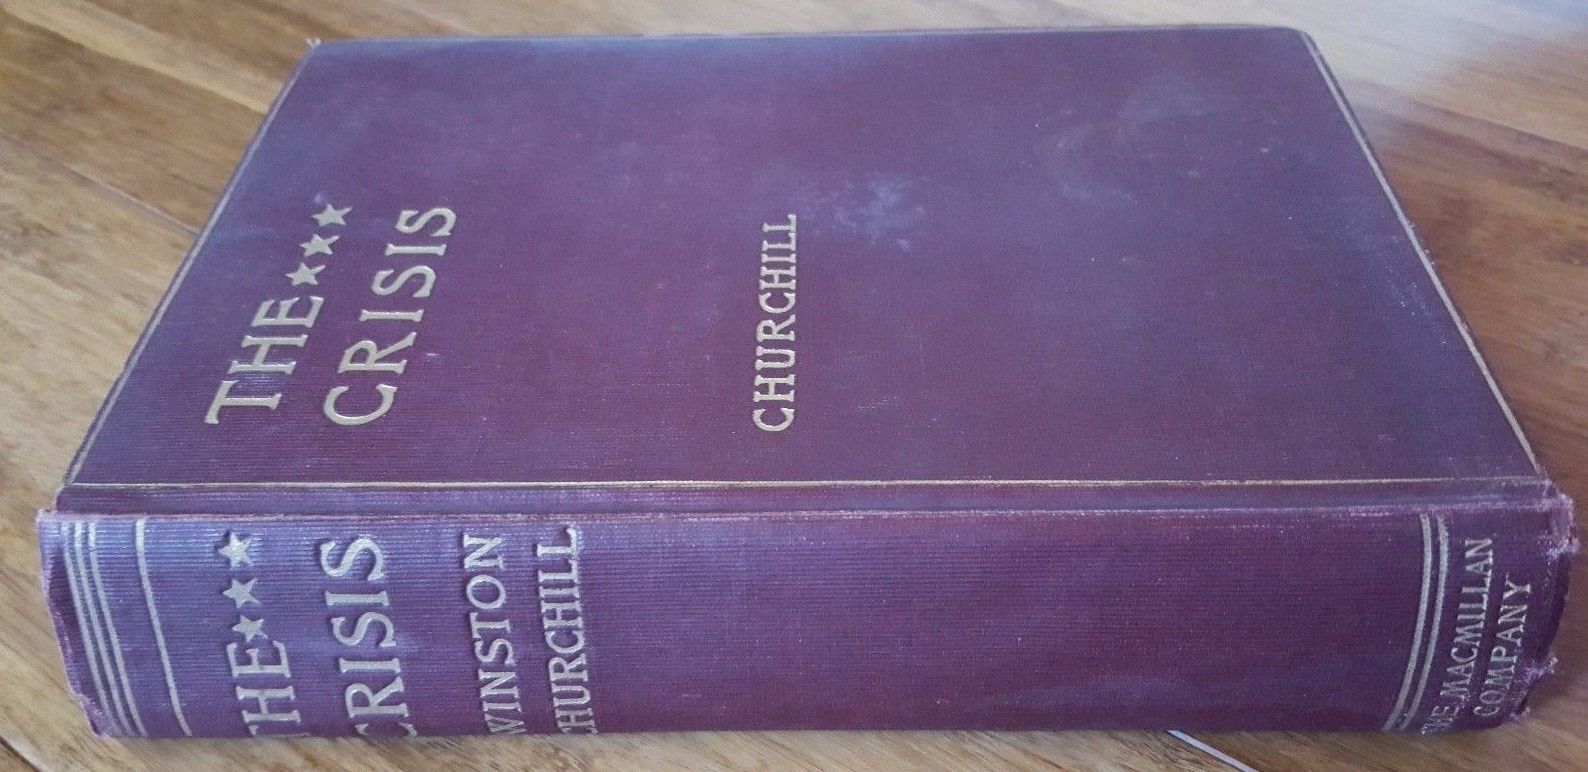 THE
CRISIS
CHURCHILL
THE
CRISIS
WINSTON
CHURCHILL
THE MACMILLAN
COMPANY